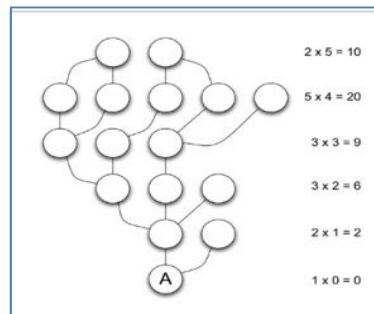 2 x 5 = 10
5 x 4 = 20
3 x 3 = 9
3 x 2 = 6
2 x 1 = 2
A
1 x 0 = 0